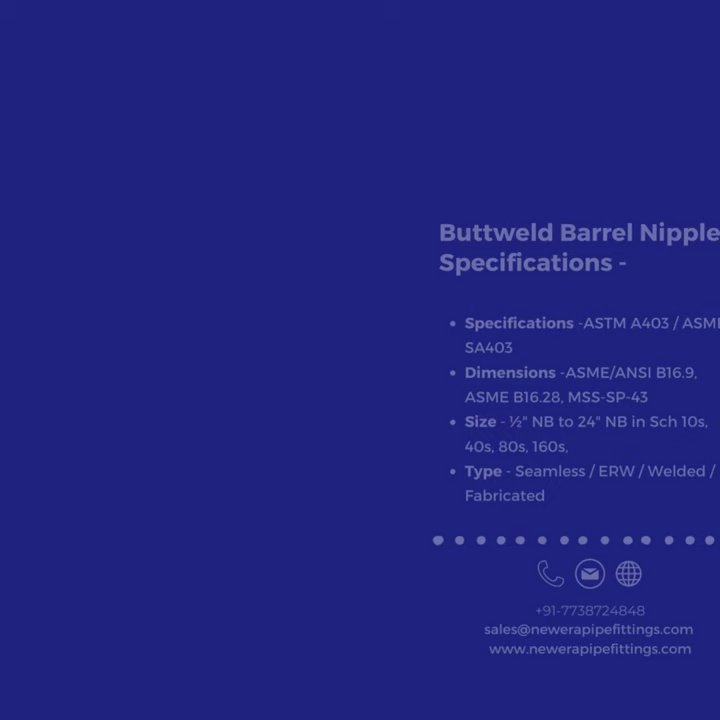 Buttweld Barrel Nipple
Specifications -
• Specifications -ASTM A403 / ASME
SA403
• Dimensions -ASME/ANSI B16.9,
ASME B16.28, MSS-SP-43
• Size - ½" NB to 24" NB in Sch 10s,
40s, 80s, 160s,
• Type - Seamless / ERW / Welded /
Fabricated
+91-7738724848
sales@newerapipefittings.com
www.newerapipefittings.com